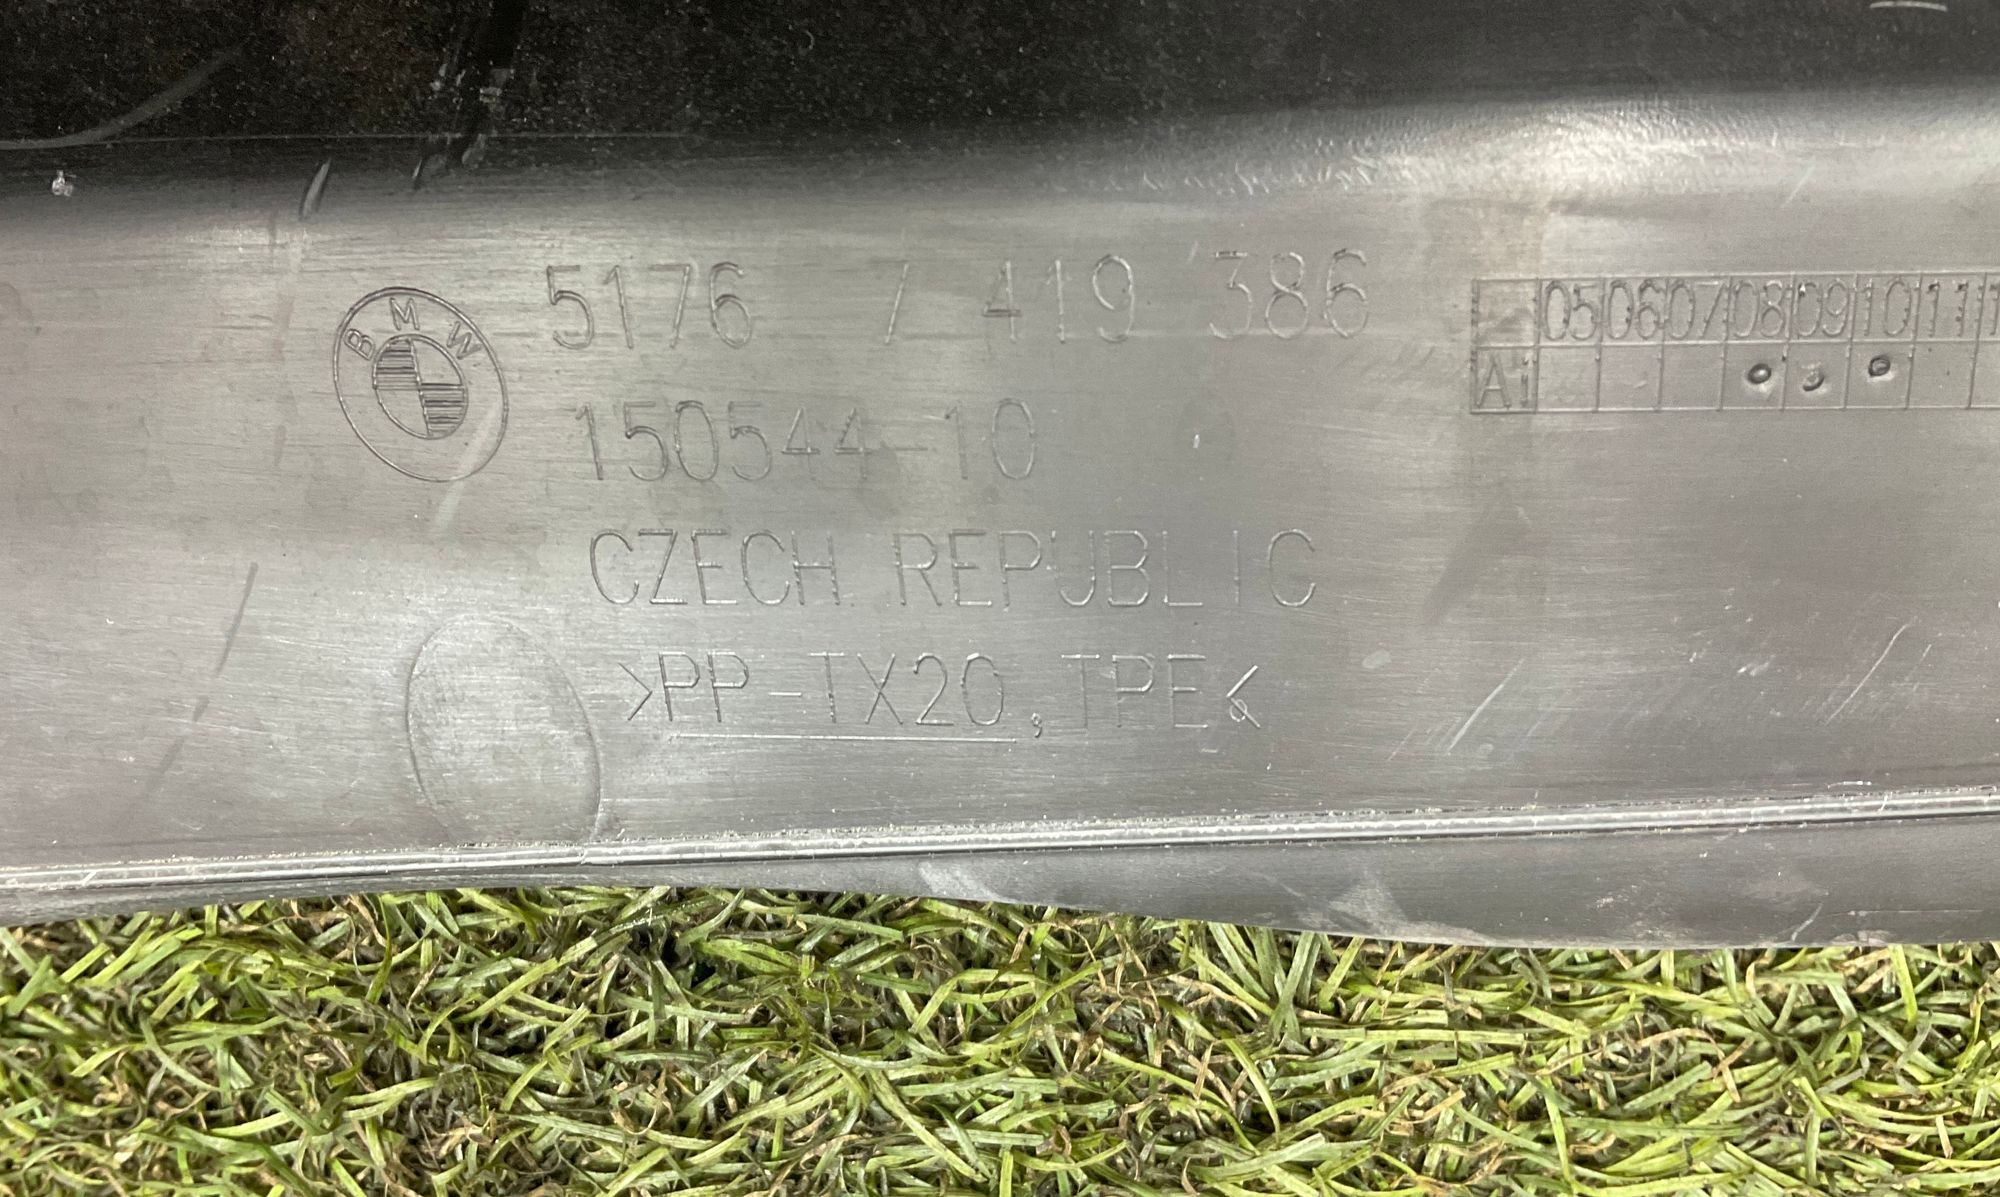 BMW
5176 7 419 386
150544-10
CZECH REPUBLIC
>PP-TX20,TPE<
05 06 07 08 09 10 11
Ai